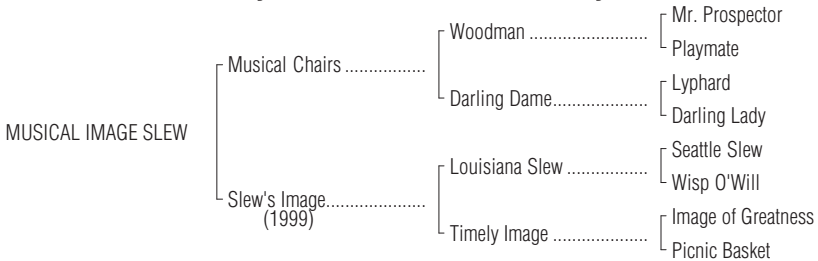 Mr. Prospector
Woodman ........................
Playmate
Musical Chairs .................
Lyphard
Darling Dame....................
Darling Lady
MUSICAL IMAGE SLEW
Seattle Slew
Louisiana Slew .................
Wisp O'Will
Slew's Image.....................
(1999)
Image of Greatness
Timely Image ....................
Picnic Basket